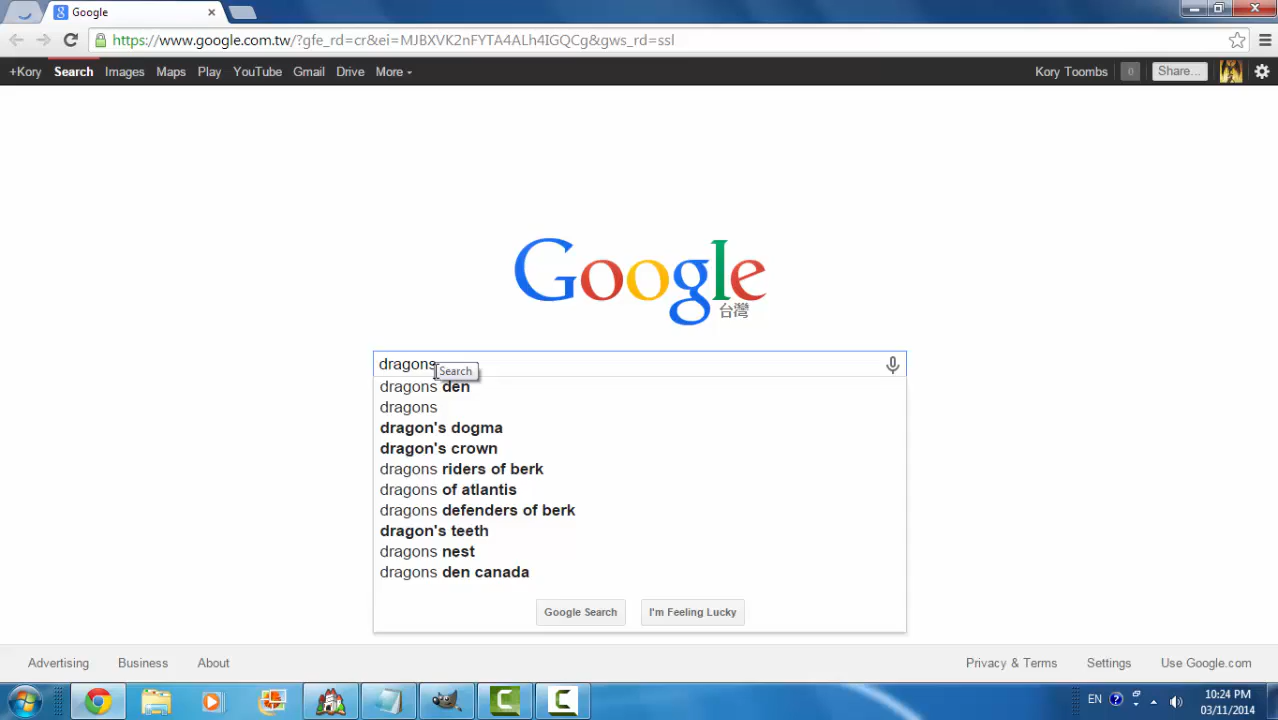 Google
https://www.google.com.tw/?gfe_rd=cr&ei=MJBXVK2nFYTA4ALh4IGQCg&gws_rd=ssl
+Kory Search Images Maps Play YouTube Gmail Drive More
Kory Toombs 0 Share...
Google
台灣
dragons
Search
dragons den
dragons
dragon's dogma
dragon's crown
dragons riders of berk
dragons of atlantis
dragons defenders of berk
dragon's teeth
dragons nest
dragons den canada
Google Search I'm Feeling Lucky
Advertising Business About Privacy & Terms Settings Use Google.com
EN 10:24 PM
03/11/2014